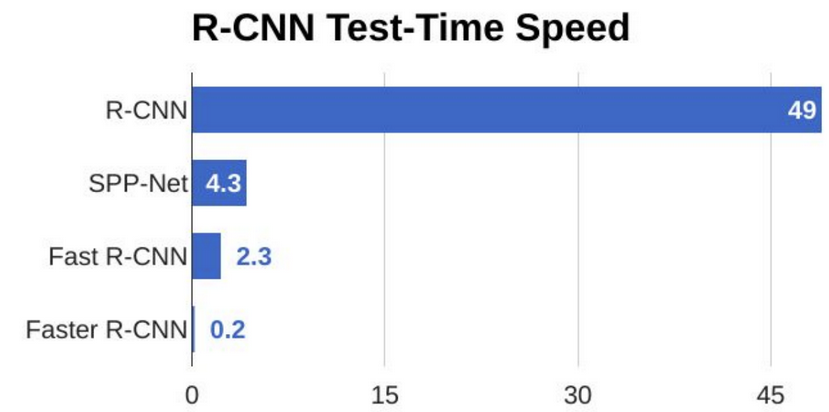 R-CNN Test-Time Speed
R-CNN 49
SPP-Net 4.3
Fast R-CNN 2.3
Faster R-CNN 0.2
0 15 30 45